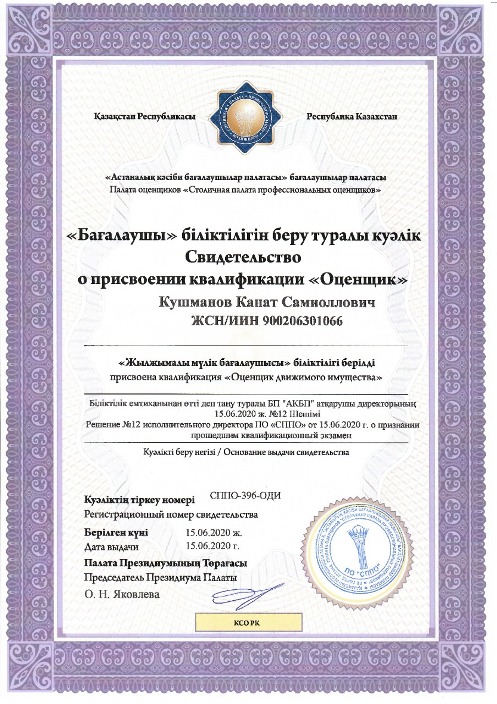 Қазақстан Республикасы
Республика Казахстан
«Астаналық кәсіби бағалаушылар палатасы» бағалаушылар палатасы
Палата оценщиков «Столичная палата профессиональных оценщиков»
«Бағалаушы» біліктілігін беру туралы куәлік
Свидетельство
о присвоении квалификации «Оценщик»
Кушманов Канат Самиоллович
ЖСН/ИИН 900206301066
«Жылжымалы мүлік бағалаушысы» біліктілігі берілді
присвоена квалификация «Оценщик движимого имущества»
Біліктілік емтиканынан өтті деп тану туралы БП "АКБП" атқарушы директорының
15.06.2020 ж. №12 Шешімі
Решение №12 исполнительного директора ПО «СППО» от 15.06.2020 г. о признании
прошедшим квалификационный экзамен
Куәлікті беру негізі / Основание выдачи свидетельства
Куәліктің тіркеу номері СППО-396-ОДИ
Регистрационный номер свидетельства
Берілген күні 15.06.2020 ж.
Дата выдачи 15.06.2020 г.
Палата Президиумының Төрағасы
Председатель Президиума Палаты
О. Н. Яковлева
ПО "СППО"
КСО РК